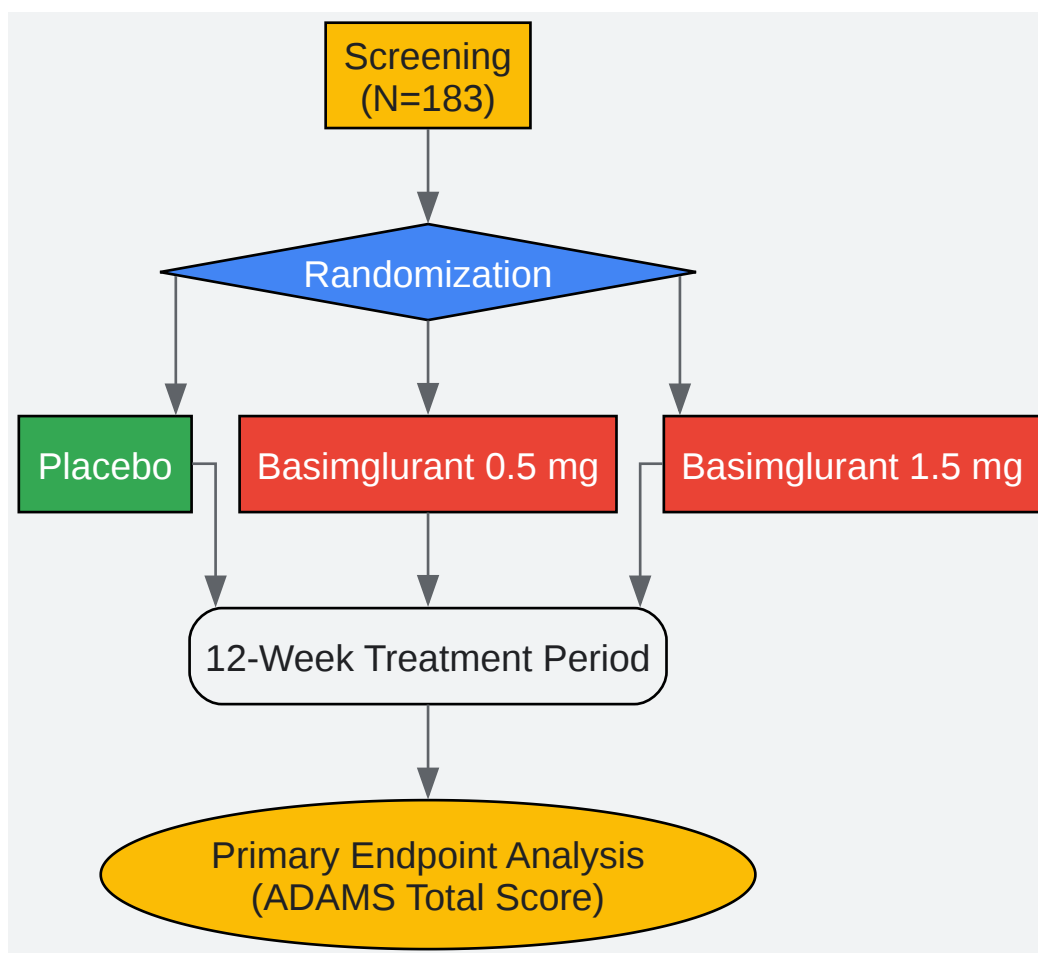 Screening
(N=183)
Randomization
Placebo
Basimglurant 0.5 mg
Basimglurant 1.5 mg
12-Week Treatment Period
Primary Endpoint Analysis
(ADAMS Total Score)